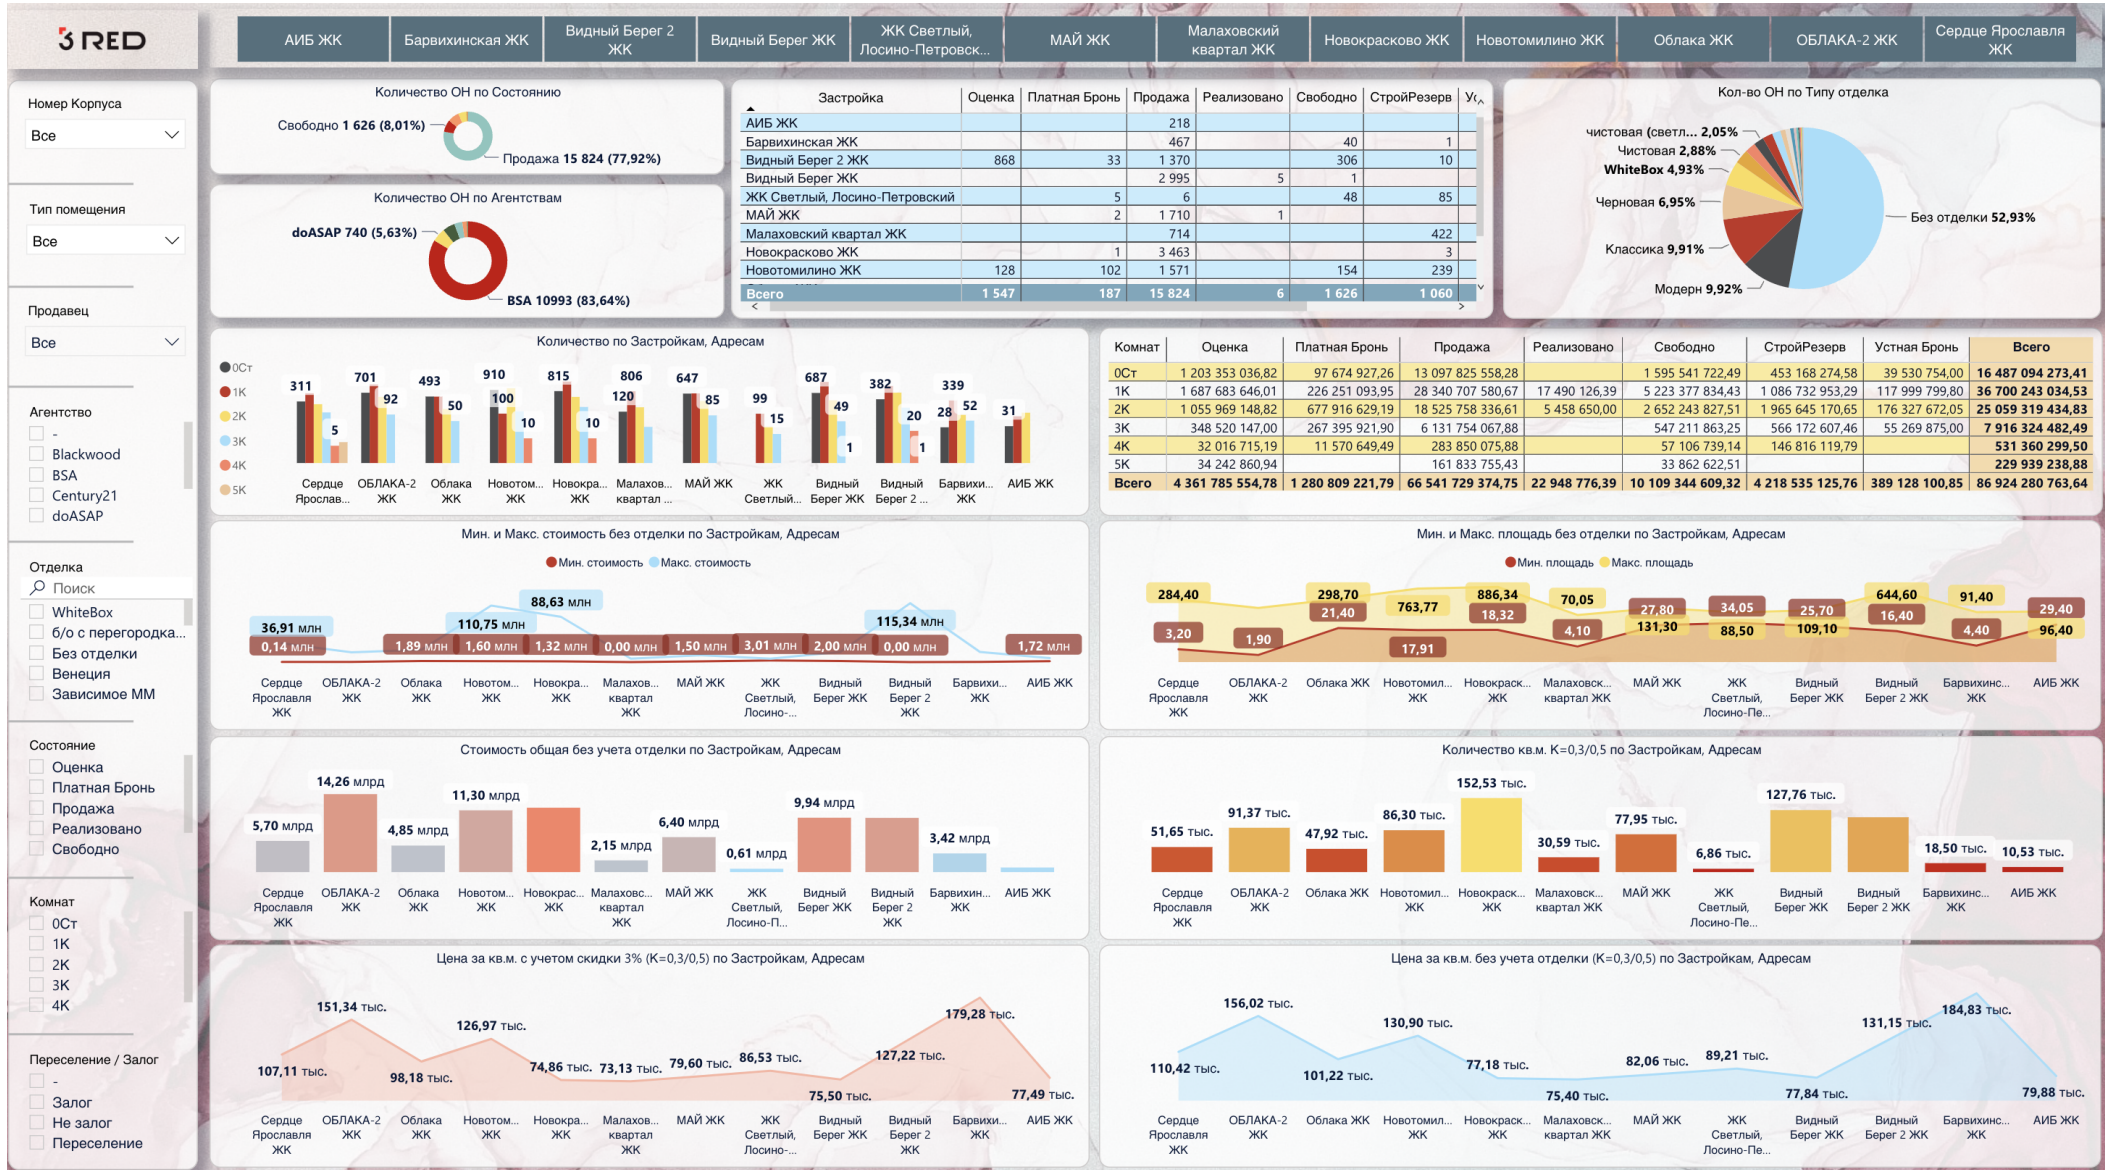 3 RED
АИБ ЖК
Барвихинская ЖК
Видный Берег 2
ЖК
Видный Берег ЖК
ЖК Светлый,
Лосино-Петровск...
МАЙ ЖК
Малаховский
квартал ЖК
Новокрасково ЖК
Новотомилино ЖК
Облака ЖК
ОБЛАКА-2 ЖК
Сердце Ярославля
ЖК
Номер Корпуса
Все
Тип помещения
Все
Продавец
Все
Агентство
-
Blackwood
BSA
Century21
doASAP
Отделка
Поиск
WhiteBox
б/о с перегородка...
Без отделки
Венеция
Зависимое ММ
Состояние
Оценка
Платная Бронь
Продажа
Реализовано
Свободно
Комнат
0Ст
1К
2К
3К
4К
Переселение / Залог
-
Залог
Не залог
Переселение
Количество ОН по Состоянию
Свободно 1 626 (8,01%)
Продажа 15 824 (77,92%)
Количество ОН по Агентствам
doASAP 740 (5,63%)
BSA 10993 (83,64%)
Застройка Оценка Платная Бронь Продажа Реализовано Свободно СтройРезерв Ус
АИБ ЖК 218
Барвихинская ЖК 467 40 1
Видный Берег 2 ЖК 868 33 1 370 306 10
Видный Берег ЖК 2 995 5 1
ЖК Светлый, Лосино-Петровский 5 6 48 85
МАЙ ЖК 2 1 710 1
Малаховский квартал ЖК 714 422
Новокрасково ЖК 1 3 463 3
Новотомилино ЖК 128 102 1 571 154 239
Всего 1 547 187 15 824 6 1 626 1 060
Кол-во ОН по Типу отделка
чистовая (светл... 2,05%
Чистовая 2,88%
WhiteBox 4,93%
Черновая 6,95%
Классика 9,91%
Модерн 9,92%
Без отделки 52,93%
Количество по Застройкам, Адресам
0Ст
1К
2К
3К
4К
5К
311 5
701 92
493 50
910 100 10
815 10
806 120
647 85
99 15
687 49 1
382 20 1
339 28 52
31
Сердце
Ярослав...
ОБЛАКА-2
ЖК
Облака
ЖК
Новотом...
ЖК
Новокра...
ЖК
Малахов...
квартал ...
МАЙ ЖК
ЖК
Светлый...
Видный
Берег ЖК
Видный
Берег 2 ...
Барвихи...
ЖК
АИБ ЖК
Комнат Оценка Платная Бронь Продажа Реализовано Свободно СтройРезерв Устная Бронь Всего
0Ст 1 203 353 036,82 97 674 927,26 13 097 825 558,28 1 595 541 722,49 453 168 274,58 39 530 754,00 16 487 094 273,41
1К 1 687 683 646,01 226 251 093,95 28 340 707 580,67 17 490 126,39 5 223 377 834,43 1 086 732 953,29 117 999 799,80 36 700 243 034,53
2К 1 055 969 148,82 677 916 629,19 18 525 758 336,61 5 458 650,00 2 652 243 827,51 1 965 645 170,65 176 327 672,05 25 059 319 434,83
3К 348 520 147,00 267 395 921,90 6 131 754 067,88 547 211 863,25 566 172 607,46 55 269 875,00 7 916 324 482,49
4К 32 016 715,19 11 570 649,49 283 850 075,88 57 106 739,14 146 816 119,79 531 360 299,50
5К 34 242 860,94 161 833 755,43 33 862 622,51 229 939 238,88
Всего 4 361 785 554,78 1 280 809 221,79 66 541 729 374,75 22 948 776,39 10 109 344 609,32 4 218 535 125,76 389 128 100,85 86 924 280 763,64
Мин. и Макс. стоимость без отделки по Застройкам, Адресам
Мин. стоимость Макс. стоимость
36,91 млн 110,75 млн 88,63 млн 115,34 млн
0,14 млн 1,89 млн 1,60 млн 1,32 млн 0,00 млн 1,50 млн 3,01 млн 2,00 млн 0,00 млн 1,72 млн
Сердце
Ярославля
ЖК
ОБЛАКА-2
ЖК
Облака
ЖК
Новотом...
ЖК
Новокра...
ЖК
Малахов...
квартал
ЖК
МАЙ ЖК
ЖК
Светлый,
Лосино-...
Видный
Берег ЖК
Видный
Берег 2
ЖК
Барвихи...
ЖК
АИБ ЖК
Мин. и Макс. площадь без отделки по Застройкам, Адресам
Мин. площадь Макс. площадь
284,40 298,70 763,77 886,34 70,05 131,30 88,50 109,10 644,60 91,40 96,40
3,20 1,90 21,40 17,91 18,32 4,10 27,80 34,05 25,70 16,40 4,40 29,40
Сердце
Ярославля
ЖК
ОБЛАКА-2
ЖК
Облака ЖК
Новотомил...
ЖК
Новокраск...
ЖК
Малаховск...
квартал ЖК
МАЙ ЖК
ЖК
Светлый,
Лосино-Пе...
Видный
Берег ЖК
Видный
Берег 2 ЖК
Барвихинс...
ЖК
АИБ ЖК
Стоимость общая без учета отделки по Застройкам, Адресам
5,70 млрд 14,26 млрд 4,85 млрд 11,30 млрд 2,15 млрд 6,40 млрд 0,61 млрд 9,94 млрд 3,42 млрд
Сердце
Ярославля
ЖК
ОБЛАКА-2
ЖК
Облака
ЖК
Новотом...
ЖК
Новокрас...
ЖК
Малаховс...
квартал
ЖК
МАЙ ЖК
ЖК
Светлый,
Лосино-П...
Видный
Берег ЖК
Видный
Берег 2
ЖК
Барвихин...
ЖК
АИБ ЖК
Количество кв.м. К=0,3/0,5 по Застройкам, Адресам
51,65 тыс. 91,37 тыс. 47,92 тыс. 86,30 тыс. 152,53 тыс. 30,59 тыс. 77,95 тыс. 6,86 тыс. 127,76 тыс. 18,50 тыс. 10,53 тыс.
Сердце
Ярославля
ЖК
ОБЛАКА-2
ЖК
Облака ЖК
Новотомил...
ЖК
Новокраск...
ЖК
Малаховск...
квартал ЖК
МАЙ ЖК
ЖК
Светлый,
Лосино-Пе...
Видный
Берег ЖК
Видный
Берег 2 ЖК
Барвихинс...
ЖК
АИБ ЖК
Цена за кв.м. с учетом скидки 3% (К=0,3/0,5) по Застройкам, Адресам
107,11 тыс. 151,34 тыс. 98,18 тыс. 126,97 тыс. 74,86 тыс. 73,13 тыс. 79,60 тыс. 86,53 тыс. 75,50 тыс. 127,22 тыс. 179,28 тыс. 77,49 тыс.
Сердце
Ярославля
ЖК
ОБЛАКА-2
ЖК
Облака
ЖК
Новотом...
ЖК
Новокра...
ЖК
Малахов...
квартал
ЖК
МАЙ ЖК
ЖК
Светлый,
Лосино-...
Видный
Берег ЖК
Видный
Берег 2
ЖК
Барвихи...
ЖК
АИБ ЖК
Цена за кв.м. без учета отделки (К=0,3/0,5) по Застройкам, Адресам
110,42 тыс. 156,02 тыс. 101,22 тыс. 130,90 тыс. 77,18 тыс. 75,40 тыс. 82,06 тыс. 89,21 тыс. 77,84 тыс. 131,15 тыс. 184,83 тыс. 79,88 тыс.
Сердце
Ярославля
ЖК
ОБЛАКА-2
ЖК
Облака ЖК
Новотомил...
ЖК
Новокраск...
ЖК
Малаховск...
квартал ЖК
МАЙ ЖК
ЖК
Светлый,
Лосино-Пе...
Видный
Берег ЖК
Видный
Берег 2 ЖК
Барвихинс...
ЖК
АИБ ЖК